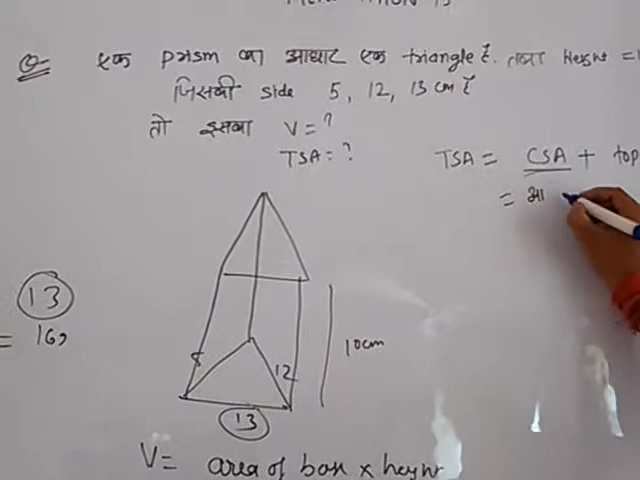 Q- एक prism का आधार एक triangle है. तथा Height =
जिसकी side 5, 12, 13 cm है
तो इसका V = ?
TSA = ?
TSA = CSA + top
= आ
13
= 169
5
12
13
10cm
V = area of base x height